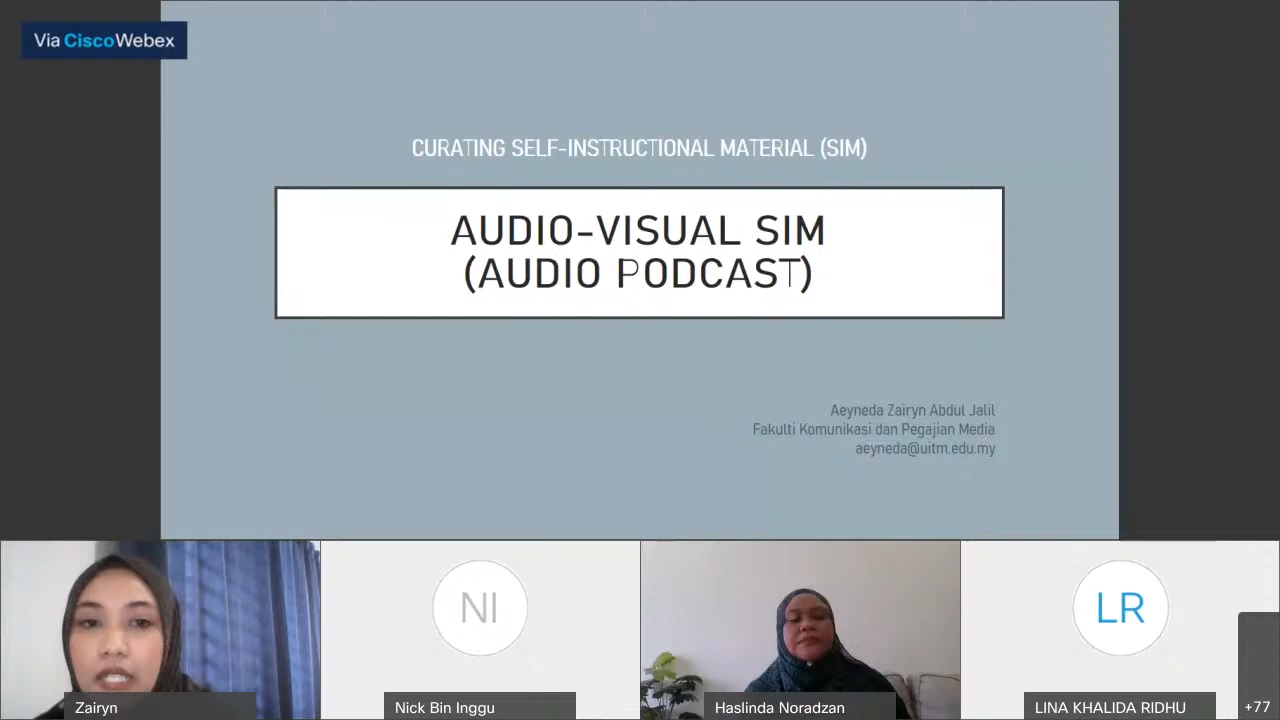 Via CiscoWebex
CURATING SELF-INSTRUCTIONAL MATERIAL (SIM)
AUDIO-VISUAL SIM
(AUDIO PODCAST)
Aeyneda Zairyn Abdul Jalil
Fakulti Komunikasi dan Pegajian Media
aeyneda@uitm.edu.my
NI
LR
Zairyn
Nick Bin Inggu
Haslinda Noradzan
LINA KHALIDA RIDHU
+77